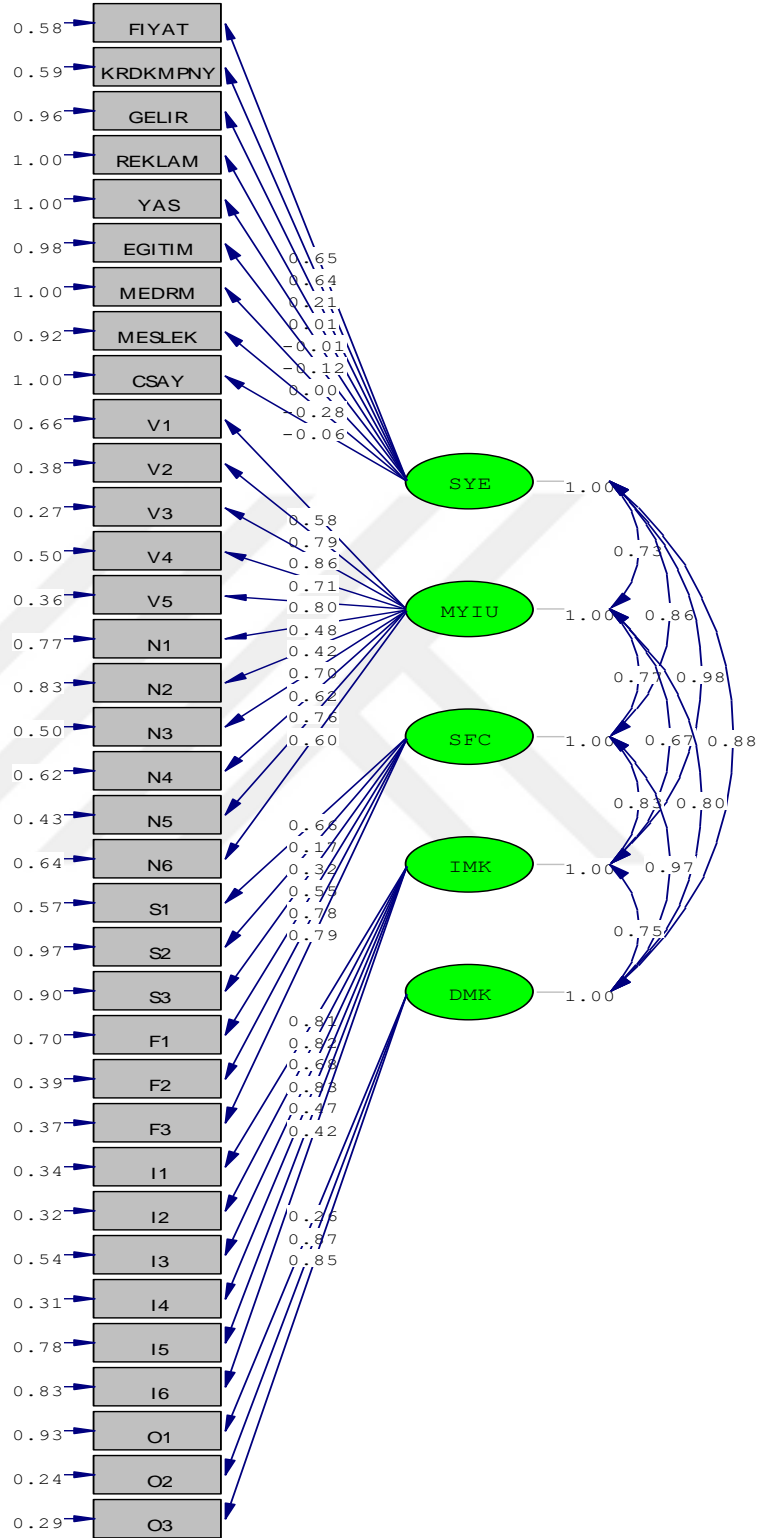 0.58 FIYAT
0.59 KRDKMPNY
0.96 GELIR
1.00 REKLAM
1.00 YAS
0.98 EGITIM
1.00 MEDRM
0.92 MESLEK
1.00 CSAY
0.66 V1
0.38 V2
0.27 V3
0.50 V4
0.36 V5
0.77 N1
0.83 N2
0.50 N3
0.62 N4
0.43 N5
0.64 N6
0.57 S1
0.97 S2
0.90 S3
0.70 F1
0.39 F2
0.37 F3
0.34 I1
0.32 I2
0.54 I3
0.31 I4
0.78 I5
0.83 I6
0.93 O1
0.24 O2
0.29 O3
0.65
0.64
0.21
0.01
-0.01
-0.12
0.00
-0.28
-0.06
0.58
0.79
0.86
0.71
0.80
0.48
0.42
0.70
0.62
0.76
0.60
0.66
0.17
0.32
0.55
0.78
0.79
0.81
0.82
0.68
0.83
0.47
0.42
0.26
0.87
0.85
SYE 1.00
MYIU 1.00
SFC 1.00
IMK 1.00
DMK 1.00
0.73
0.86
0.77 0.98
0.67 0.88
0.83 0.80
0.97
0.75